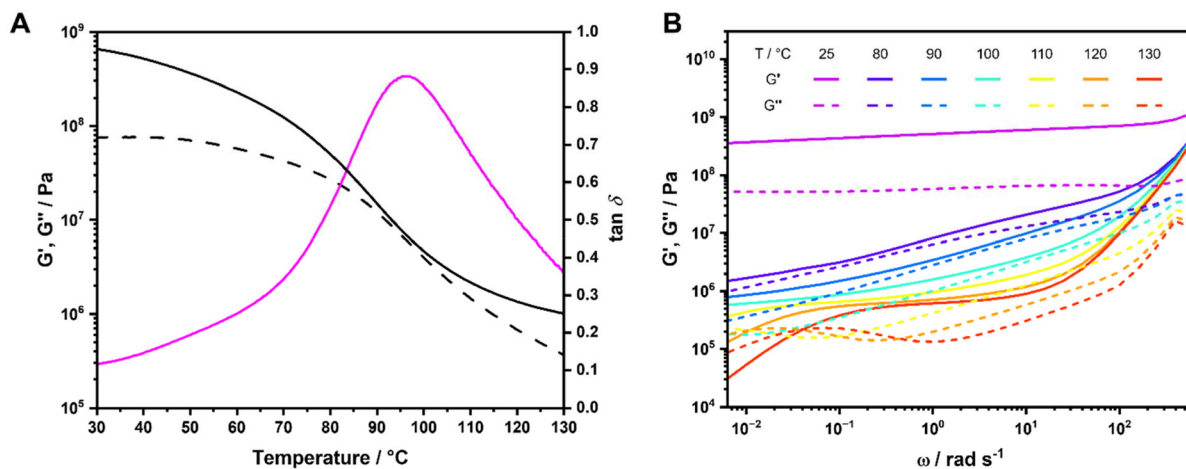 A
G', G'' / Pa
10⁹
10⁸
10⁷
10⁶
10⁵
30 40 50 60 70 80 90 100 110 120 130
Temperature / °C
1.0
0.9
0.8
0.7
0.6
0.5
0.4
0.3
0.2
0.1
0.0
tan δ
B
G', G'' / Pa
10¹⁰
10⁹
10⁸
10⁷
10⁶
10⁵
10⁴
T / °C 25 80 90 100 110 120 130
G'
G''
10⁻² 10⁻¹ 10⁰ 10¹ 10²
ω / rad s⁻¹